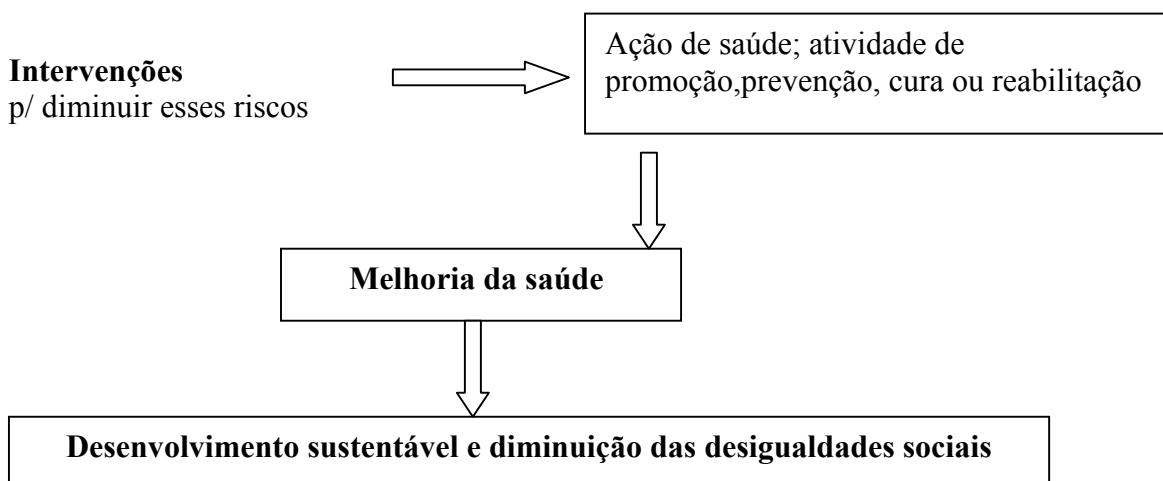 Intervenções
p/ diminuir esses riscos
Ação de saúde; atividade de
promoção,prevenção, cura ou reabilitação
Melhoria da saúde
Desenvolvimento sustentável e diminuição das desigualdades sociais